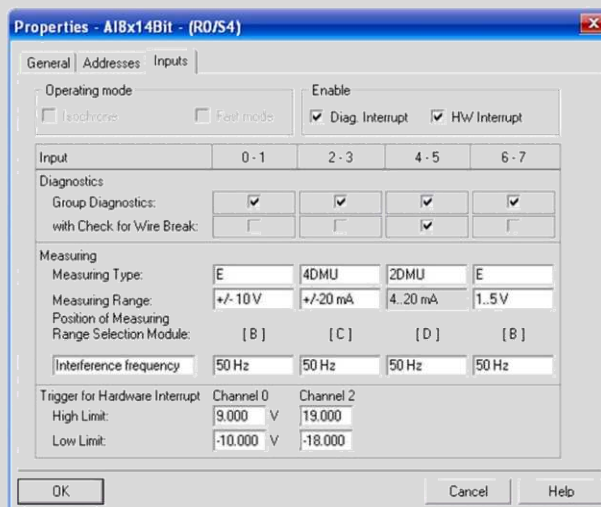 Properties - AI8x14Bit - (R0/S4)
General Addresses Inputs
Operating mode Enable
Isochrone Fast mode Diag. Interrupt HW Interrupt
Input 0 - 1 2 - 3 4 - 5 6 - 7
Diagnostics
Group Diagnostics:
with Check for Wire Break:
Measuring
Measuring Type: E 4DMU 2DMU E
Measuring Range: +/- 10 V +/-20 mA 4..20 mA 1..5 V
Position of Measuring
Range Selection Module: [ B ] [ C ] [ D ] [ B ]
Interference frequency 50 Hz 50 Hz 50 Hz 50 Hz
Trigger for Hardware Interrupt Channel 0 Channel 2
High Limit: 9.000 V 19.000
Low Limit: -10.000 V -18.000
OK Cancel Help